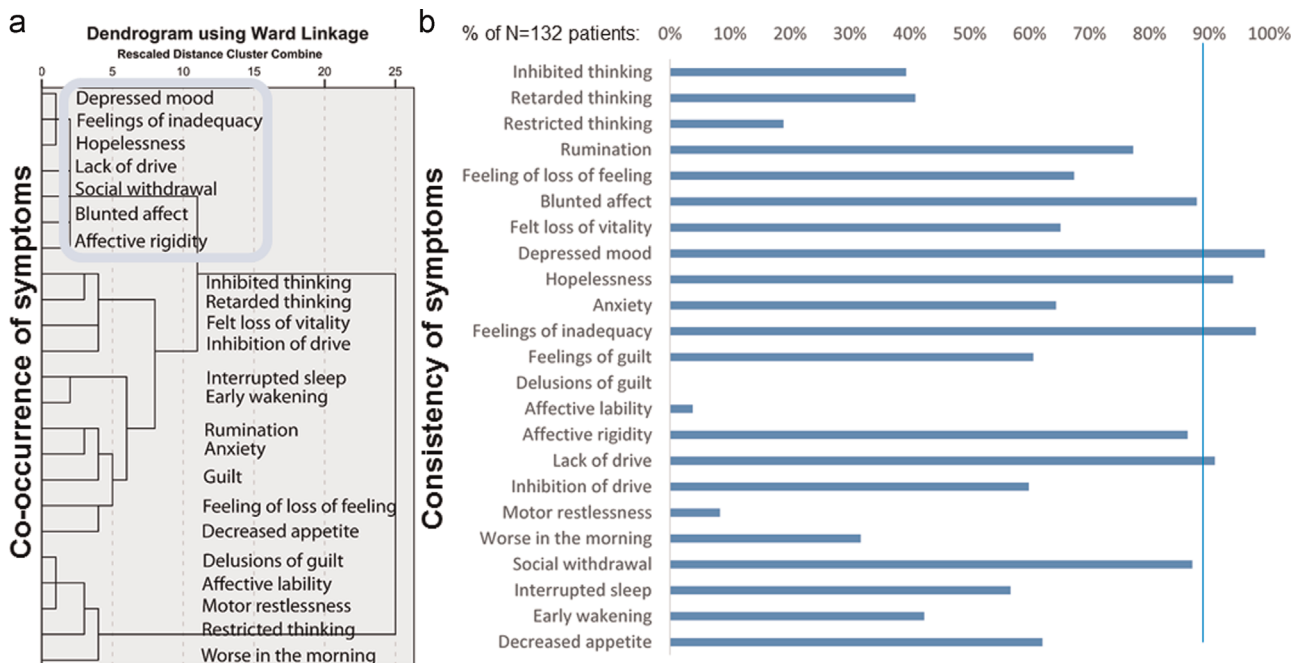 a
Dendrogram using Ward Linkage
Rescaled Distance Cluster Combine
0 5 10 15 20 25
Co-occurrence of symptoms
Depressed mood
Feelings of inadequacy
Hopelessness
Lack of drive
Social withdrawal
Blunted affect
Affective rigidity
Inhibited thinking
Retarded thinking
Felt loss of vitality
Inhibition of drive
Interrupted sleep
Early wakening
Rumination
Anxiety
Guilt
Feeling of loss of feeling
Decreased appetite
Delusions of guilt
Affective lability
Motor restlessness
Restricted thinking
Worse in the morning
b
% of N=132 patients: 0% 10% 20% 30% 40% 50% 60% 70% 80% 90% 100%
Consistency of symptoms
Inhibited thinking
Retarded thinking
Restricted thinking
Rumination
Feeling of loss of feeling
Blunted affect
Felt loss of vitality
Depressed mood
Hopelessness
Anxiety
Feelings of inadequacy
Feelings of guilt
Delusions of guilt
Affective lability
Affective rigidity
Lack of drive
Inhibition of drive
Motor restlessness
Worse in the morning
Social withdrawal
Interrupted sleep
Early wakening
Decreased appetite